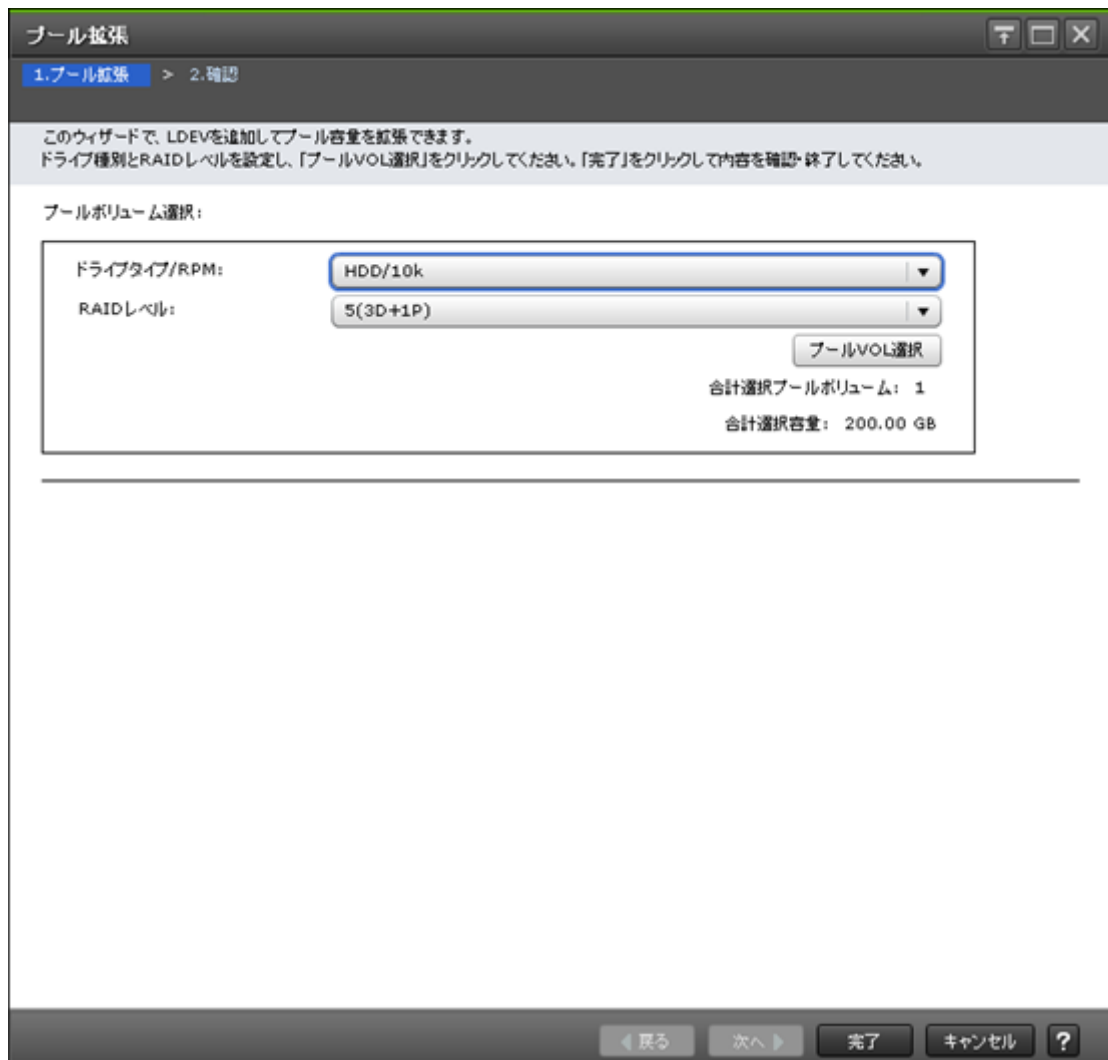 プール拡張
1.プール拡張 > 2.確認
このウィザードで、LDEVを追加してプール容量を拡張できます。
ドライブ種別とRAIDレベルを設定し、「プールVOL選択」をクリックしてください。「完了」をクリックして内容を確認・終了してください。
プールボリューム選択:
ドライブタイプ/RPM: HDD/10k
RAIDレベル: 5(3D+1P)
プールVOL選択
合計選択プールボリューム: 1
合計選択容量: 200.00 GB
戻る 次へ 完了 キャンセル ?